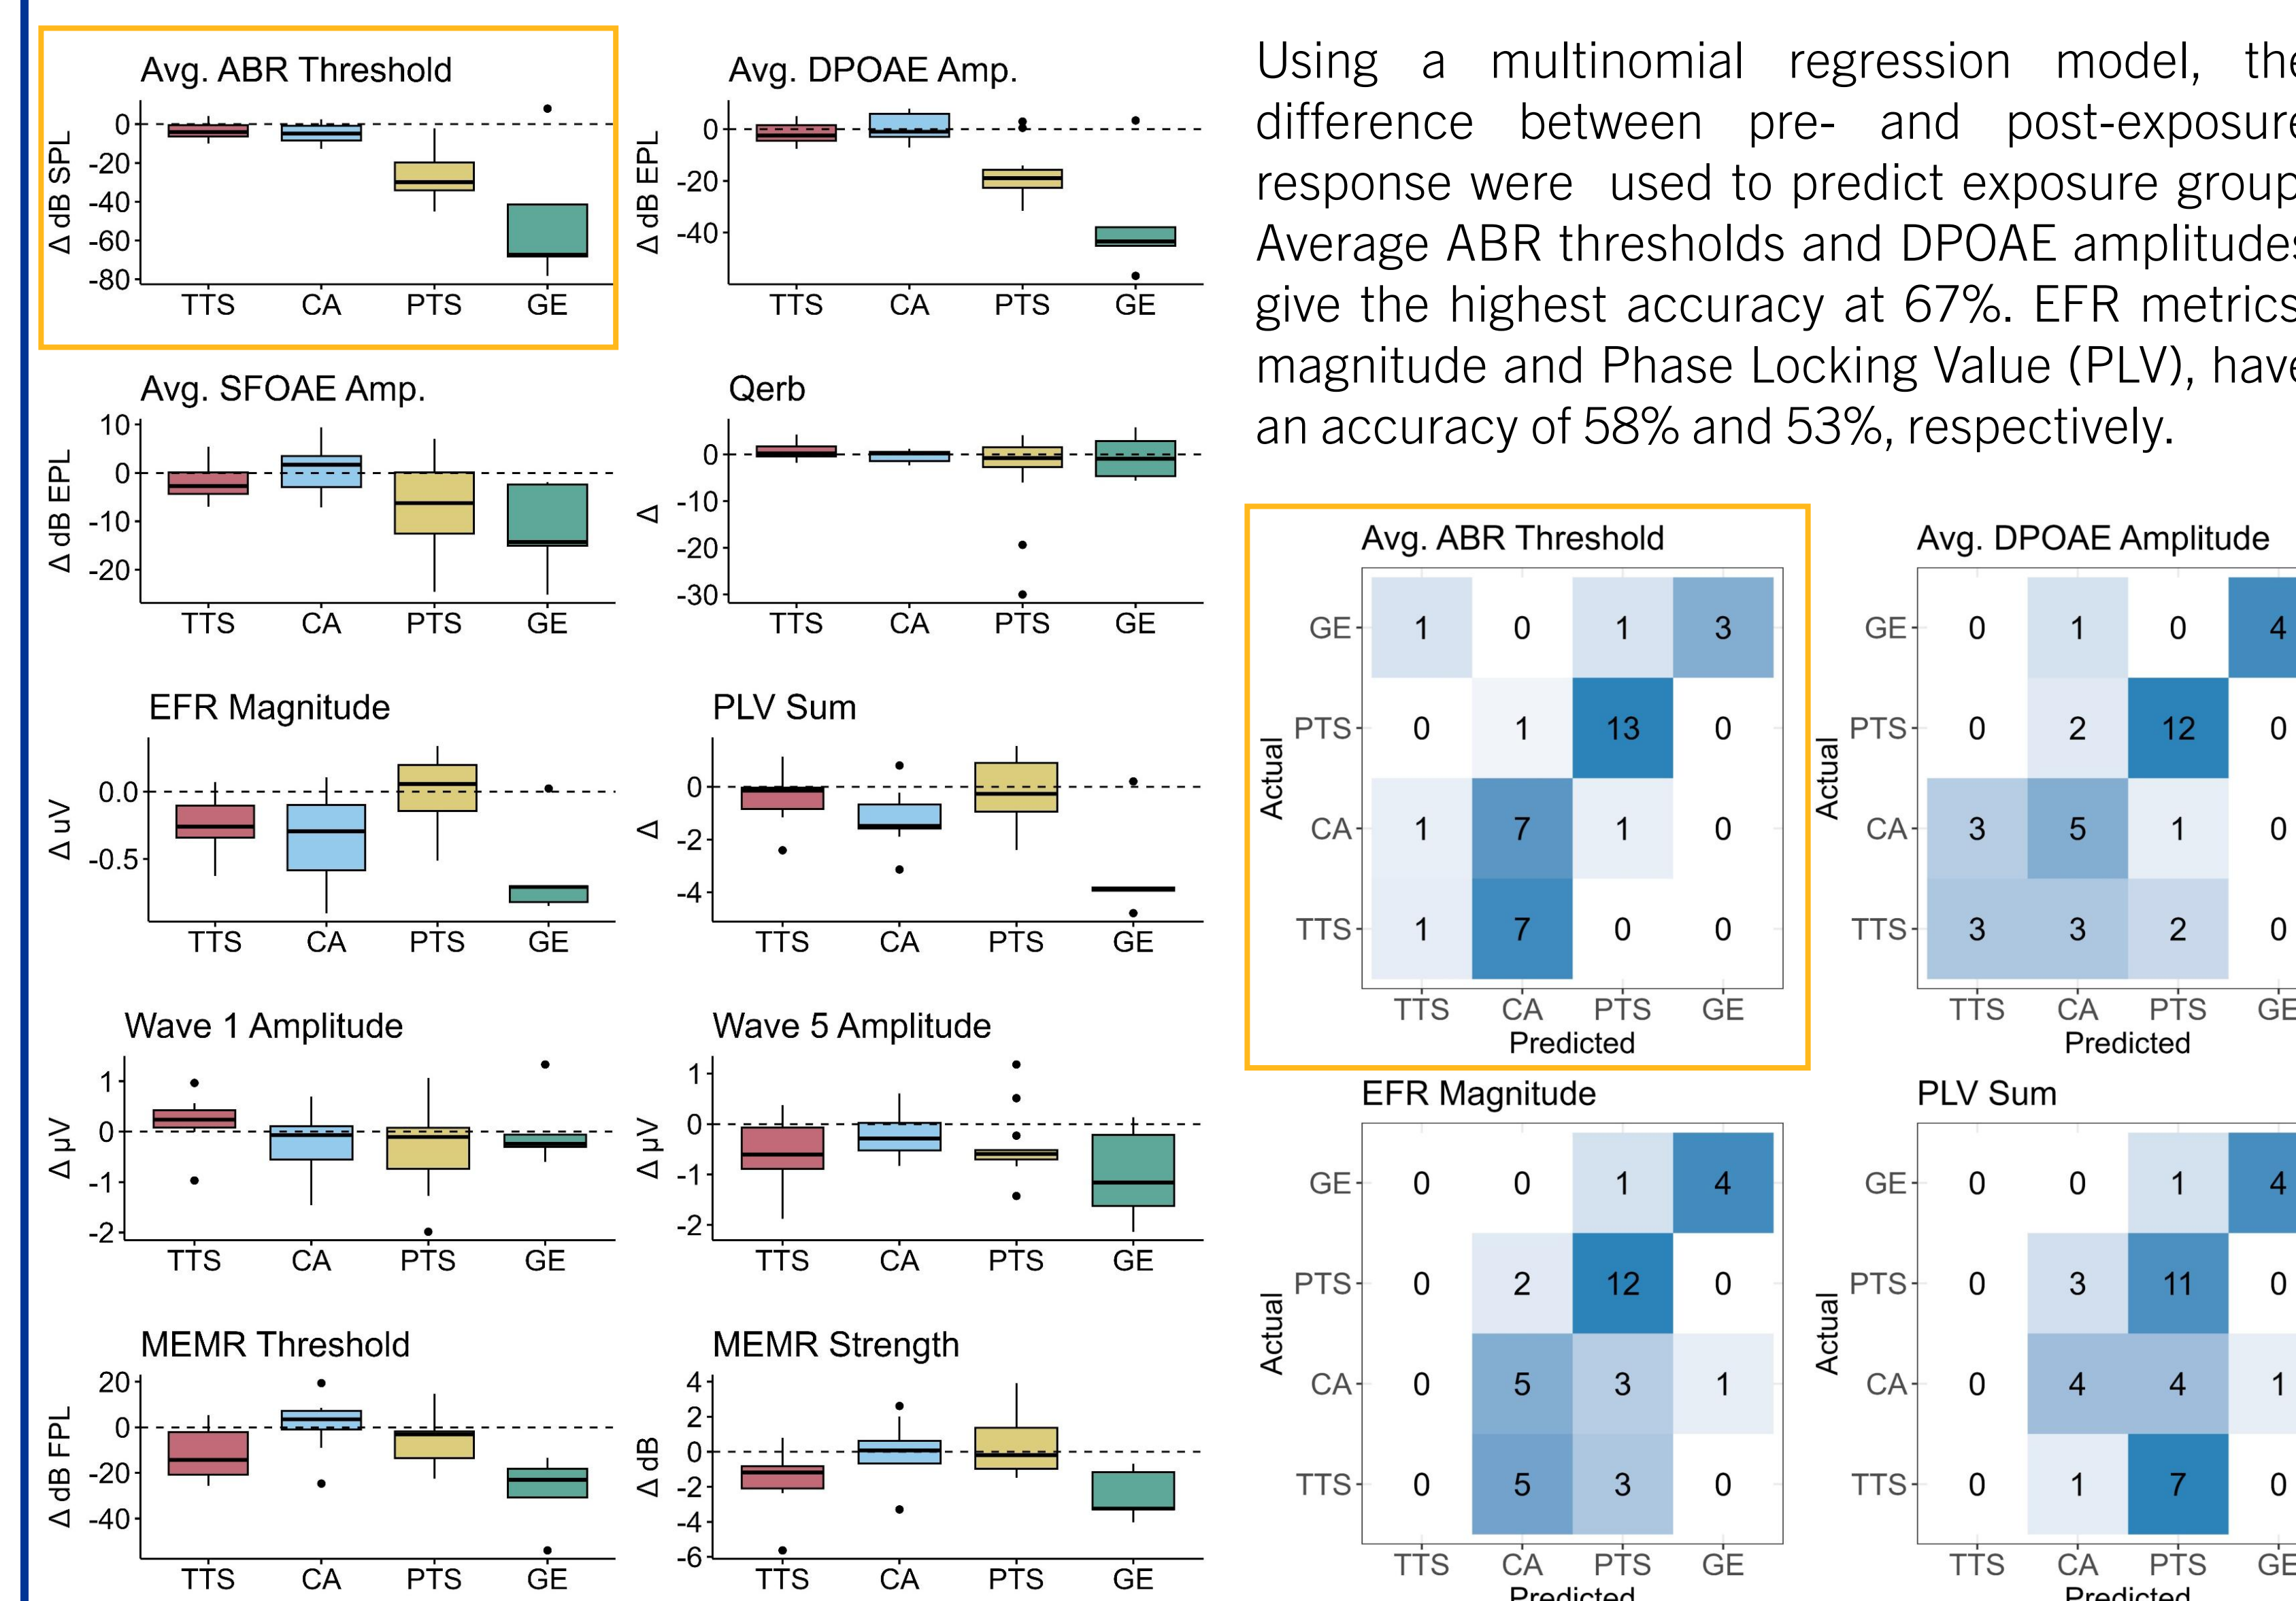 Avg. ABR Threshold
Δ dB SPL
0
-20
-40
-60
-80
TTS CA PTS GE
Avg. DPOAE Amp.
Δ dB EPL
0
-20
-40
TTS CA PTS GE
Avg. SFOAE Amp.
Δ dB EPL
10
0
-10
-20
TTS CA PTS GE
Qerb
Δ
0
-10
-20
-30
TTS CA PTS GE
EFR Magnitude
Δ uV
0.0
-0.5
TTS CA PTS GE
PLV Sum
Δ
0
-2
-4
TTS CA PTS GE
Wave 1 Amplitude
Δ μV
1
0
-1
-2
TTS CA PTS GE
Wave 5 Amplitude
Δ μV
1
0
-1
-2
TTS CA PTS GE
MEMR Threshold
Δ dB FPL
20
0
-20
-40
TTS CA PTS GE
MEMR Strength
Δ dB
4
2
0
-2
-4
-6
TTS CA PTS GE
Using a multinomial regression model, the
difference between pre- and post-exposure
response were used to predict exposure group
Average ABR thresholds and DPOAE amplitudes
give the highest accuracy at 67%. EFR metrics
magnitude and Phase Locking Value (PLV), have
an accuracy of 58% and 53%, respectively.
Avg. ABR Threshold
Actual
GE 1 0 1 3
PTS 0 1 13 0
CA 1 7 1 0
TTS 1 7 0 0
TTS CA PTS GE
Predicted
Avg. DPOAE Amplitude
Actual
GE 0 1 0 4
PTS 0 2 12 0
CA 3 5 1 0
TTS 3 3 2 0
TTS CA PTS GE
Predicted
EFR Magnitude
Actual
GE 0 0 1 4
PTS 0 2 12 0
CA 0 5 3 1
TTS 0 5 3 0
TTS CA PTS GE
Predicted
PLV Sum
Actual
GE 0 0 1 4
PTS 0 3 11 0
CA 0 4 4 1
TTS 0 1 7 0
TTS CA PTS GE
Predicted